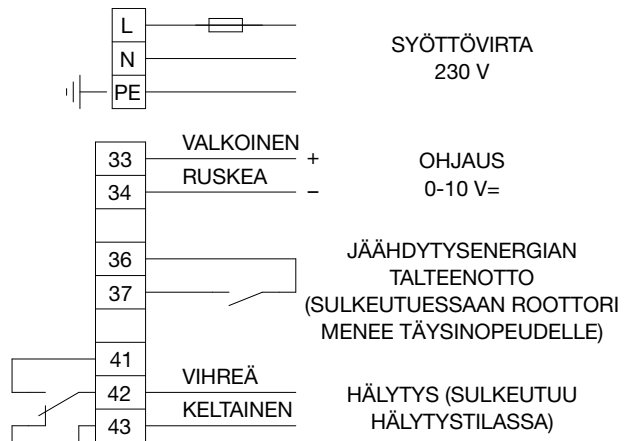 L
N
PE
SYÖTTÖVIRTA
230 V
33
VALKOINEN
+
34
RUSKEA
–
OHJAUS
0-10 V=
36
37
JÄÄHDYTYSENERGIAN
TALTEENOTTO
(SULKEUTUESSAAN ROOTTORI
MENEE TÄYSINOPEUDELLE)
41
42
VIHREÄ
43
KELTAINEN
HÄLYTYS (SULKEUTUU
HÄLYTYSTILASSA)